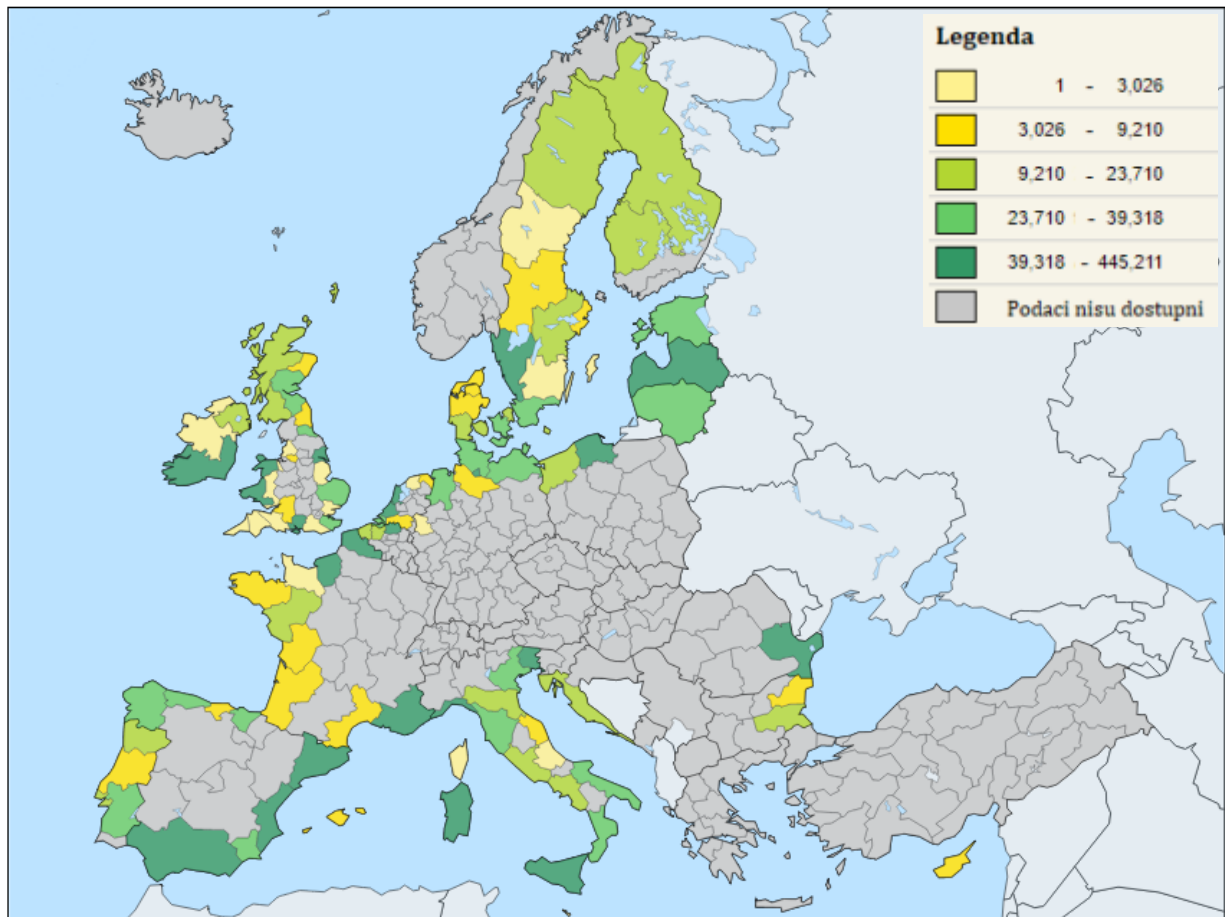 Legenda
1 - 3,026
3,026 - 9,210
9,210 - 23,710
23,710 - 39,318
39,318 - 445,211
Podaci nisu dostupni